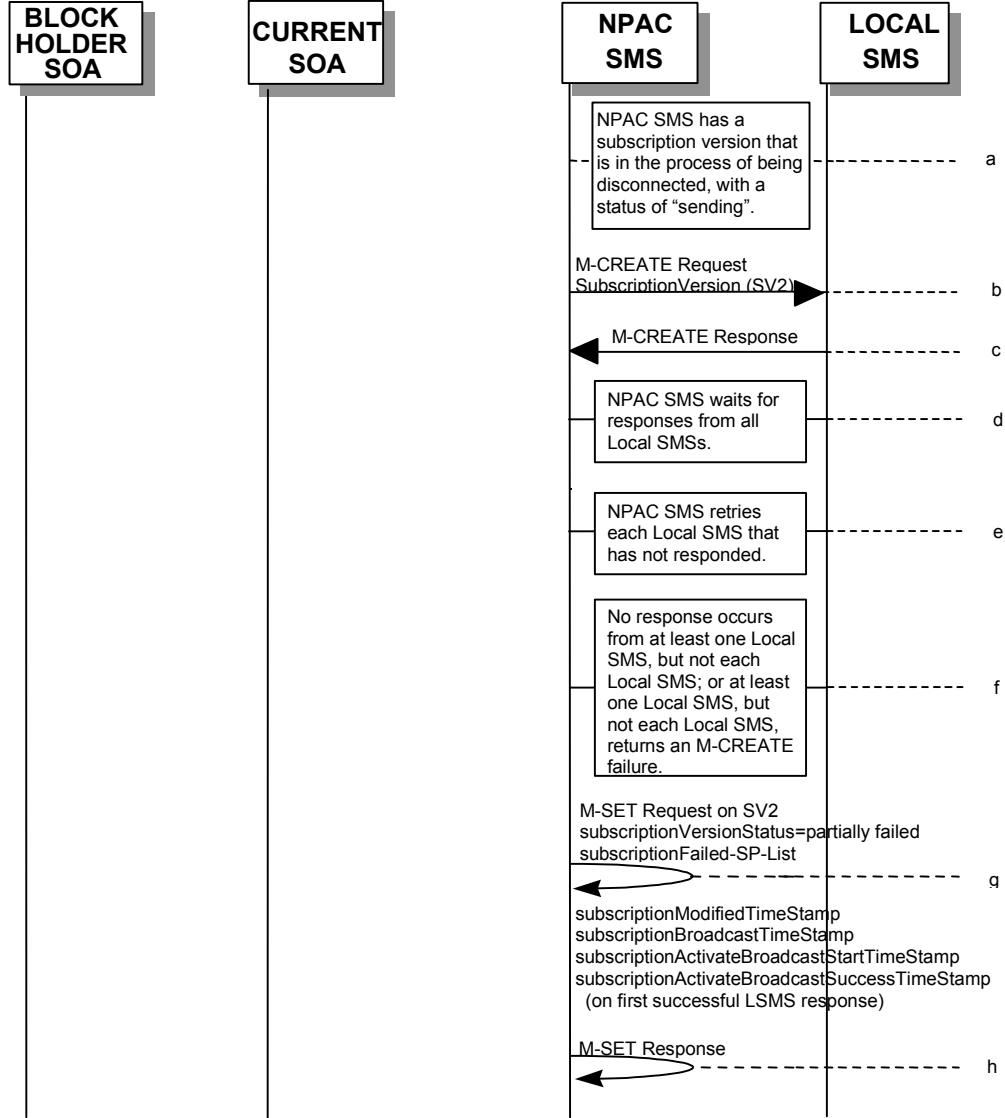 BLOCK
HOLDER
SOA
CURRENT
SOA
NPAC
SMS
LOCAL
SMS
NPAC SMS has a
subscription version that
is in the process of being
disconnected, with a
status of “sending”.
a
M-CREATE Request
SubscriptionVersion (SV2)
b
M-CREATE Response
c
NPAC SMS waits for
responses from all
Local SMSs.
d
NPAC SMS retries
each Local SMS that
has not responded.
e
No response occurs
from at least one Local
SMS, but not each
Local SMS; or at least
one Local SMS, but
not each Local SMS,
returns an M-CREATE
failure.
f
M-SET Request on SV2
subscriptionVersionStatus=partially failed
subscriptionFailed-SP-List
g
subscriptionModifiedTimeStamp
subscriptionBroadcastTimeStamp
subscriptionActivateBroadcastStartTimeStamp
subscriptionActivateBroadcastSuccessTimeStamp
(on first successful LSMS response)
M-SET Response
h